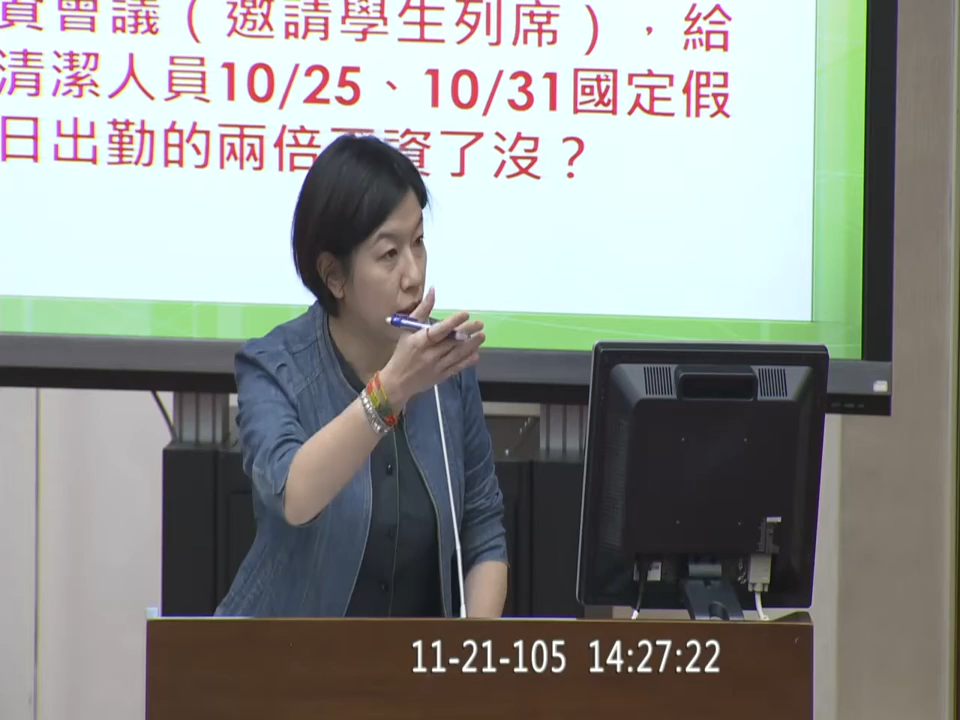 資會議（邀請學生列席），給
清潔人員10/25、10/31國定假
日出勤的兩倍 資了沒？
11-21-105 14:27:22